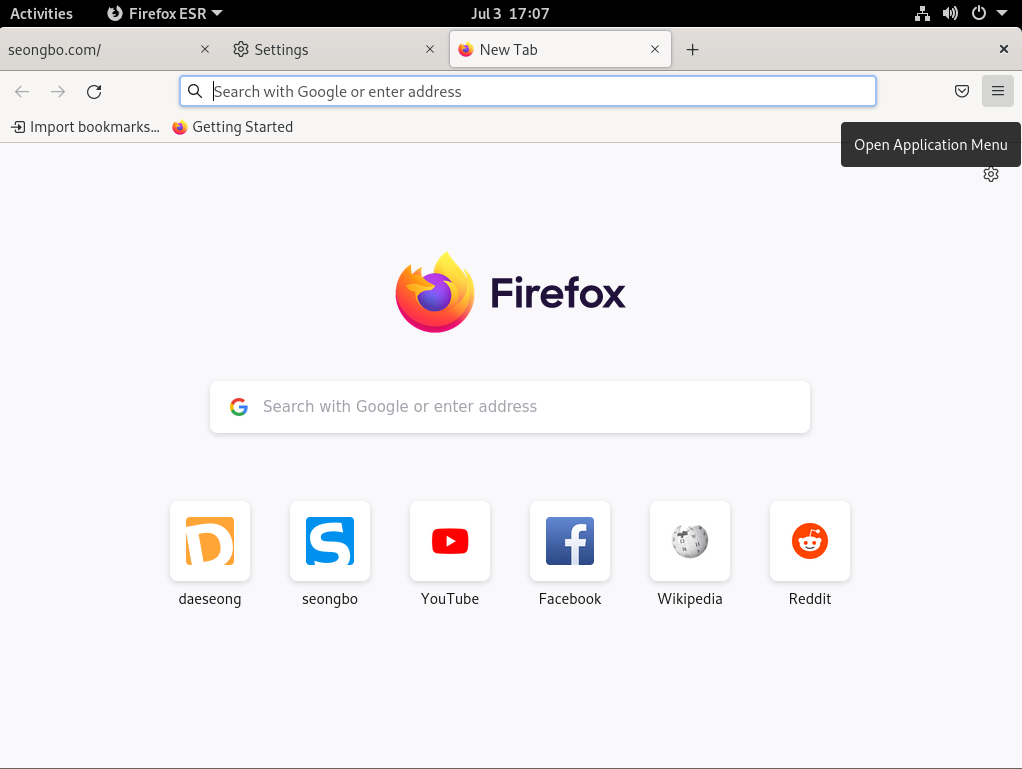 Activities Firefox ESR Jul 3 17:07
seongbo.com/ Settings New Tab
Search with Google or enter address
Import bookmarks... Getting Started
Open Application Menu
Firefox
Search with Google or enter address
daeseong seongbo YouTube Facebook Wikipedia Reddit